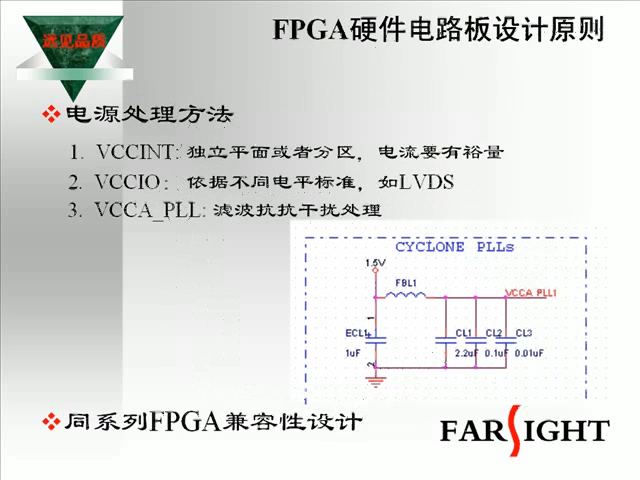 远见品质
FPGA硬件电路板设计原则
电源处理方法
1. VCCINT: 独立平面或者分区，电流要有裕量
2. VCCIO： 依据不同电平标准，如LVDS
3. VCCA_PLL: 滤波抗抗干扰处理
CYCLONE PLLs
1.5V
FBL1
VCCA_PLL1
1
ECL1 + CL1 CL2 CL3
1uF 2.2uF 0.1uF 0.01uF
2
同系列FPGA兼容性设计
FARSIGHT